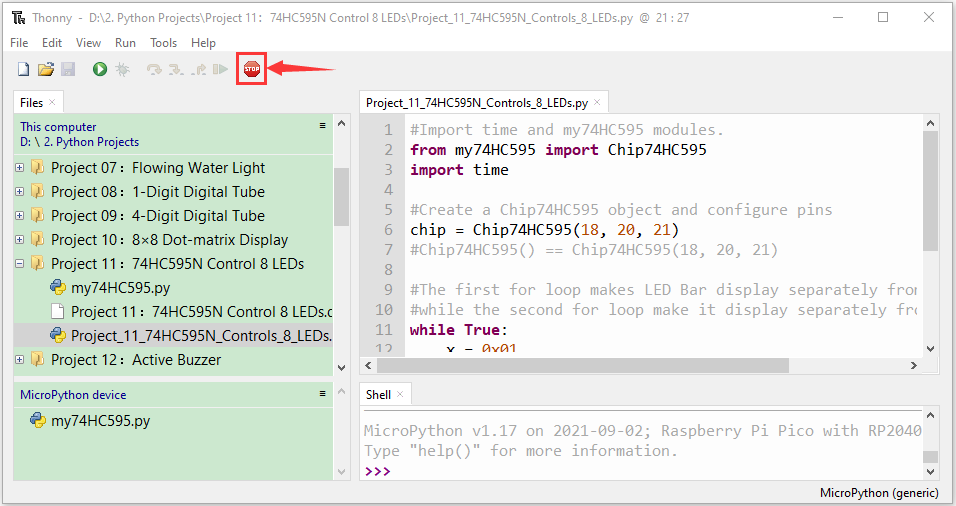 Thonny - D:\2. Python Projects\Project 11：74HC595N Control 8 LEDs\Project_11_74HC595N_Controls_8_LEDs.py @ 21 : 27
File Edit View Run Tools Help
STOP
Files
This computer
D: \ 2. Python Projects
Project 07：Flowing Water Light
Project 08：1-Digit Digital Tube
Project 09：4-Digit Digital Tube
Project 10：8×8 Dot-matrix Display
Project 11：74HC595N Control 8 LEDs
my74HC595.py
Project 11：74HC595N Control 8 LEDs.c
Project_11_74HC595N_Controls_8_LEDs.
Project 12：Active Buzzer
MicroPython device
my74HC595.py
Project_11_74HC595N_Controls_8_LEDs.py
1 #Import time and my74HC595 modules.
2 from my74HC595 import Chip74HC595
3 import time
4
5 #Create a Chip74HC595 object and configure pins
6 chip = Chip74HC595(18, 20, 21)
7 #Chip74HC595() == Chip74HC595(18, 20, 21)
8
9 #The first for loop makes LED Bar display separately from
10 #while the second for loop make it display separately fro
11 while True:
12 x = 0x01
Shell
MicroPython v1.17 on 2021-09-02; Raspberry Pi Pico with RP2040
Type "help()" for more information.
>>>
MicroPython (generic)